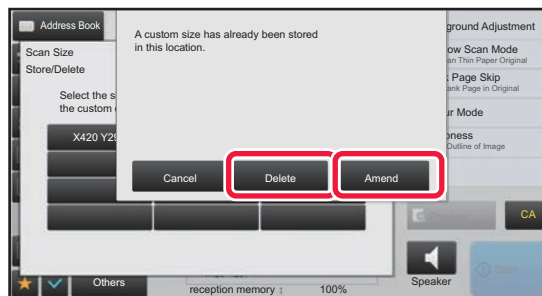 Address Book
ground Adjustment
A custom size has already been stored
in this location.
Scan Size
ow Scan Mode
an Thin Paper Original
Store/Delete
Page Skip
ank Page in Original
Select the s
the custom
ur Mode
X420 Y29
pness
Outline of Image
Cancel
Delete
Amend
CA
Start
Others
reception memory :
100%
Speaker